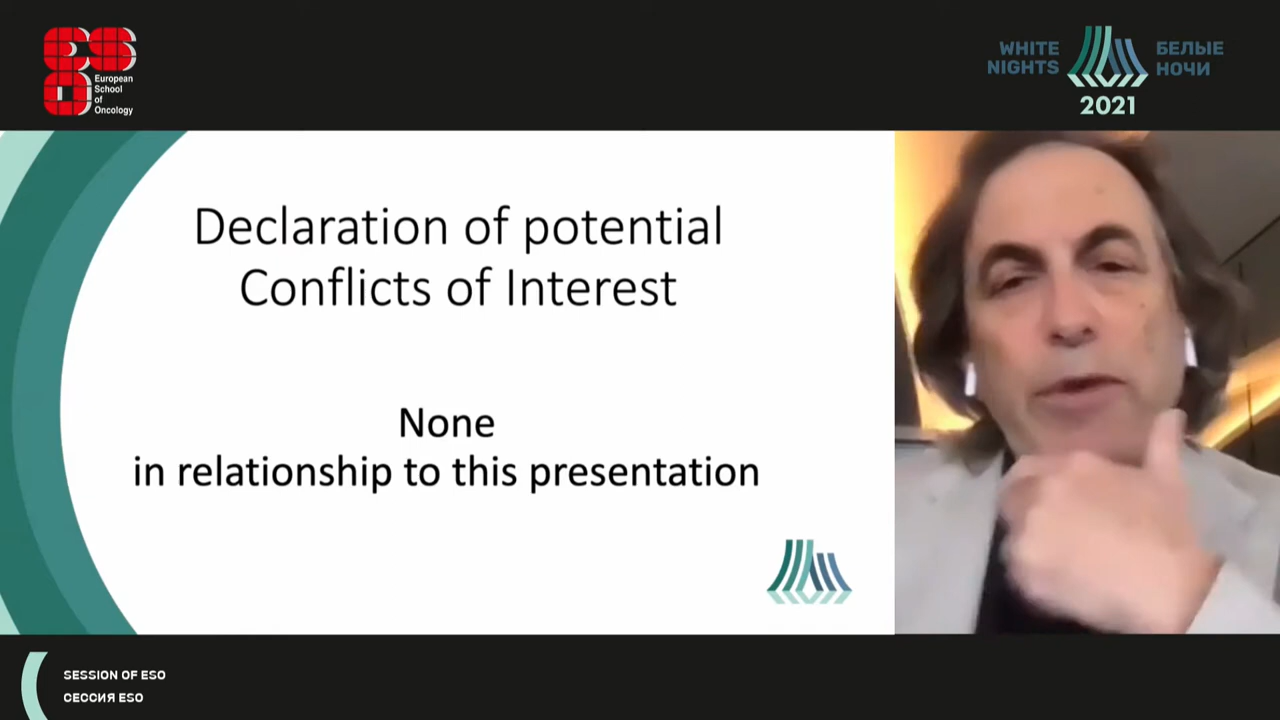 ESO
European
School
of
Oncology
WHITE
NIGHTS
БЕЛЫЕ
НОЧИ
2021
Declaration of potential
Conflicts of Interest
None
in relationship to this presentation
SESSION OF ESO
СЕССИЯ ESO